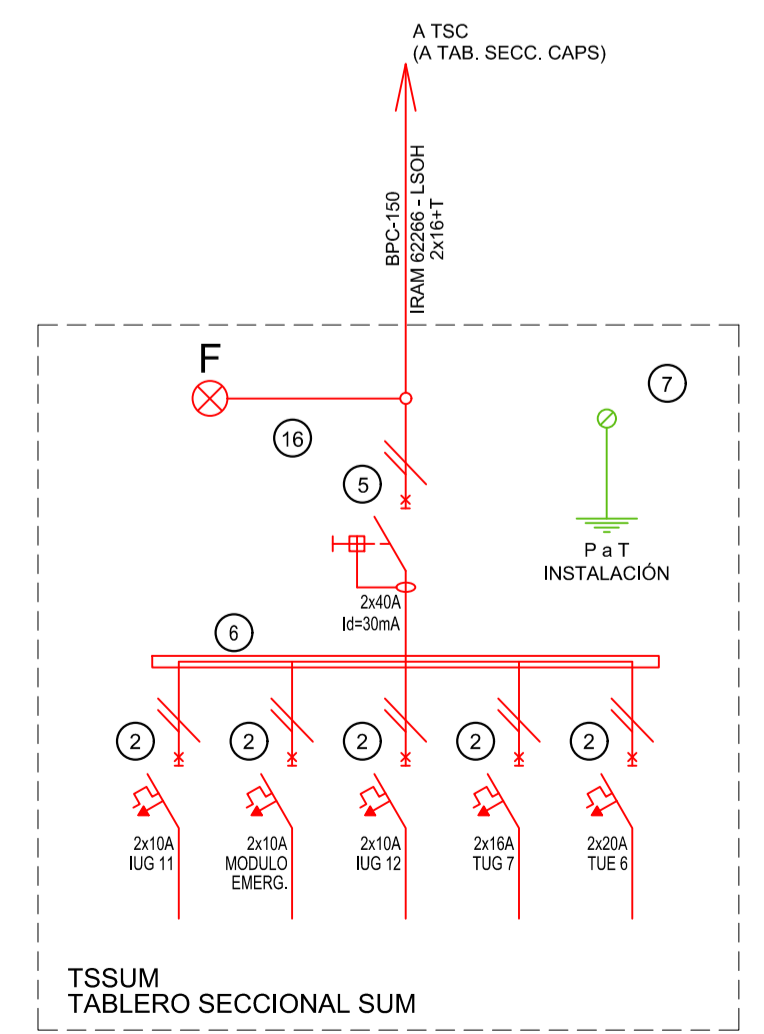 A TSC
(A TAB. SECC. CAPS)
BPC-150
IRAM 62266 - LSOH
2x16+T
F
7
16
5
P a T
INSTALACIÓN
2x40A
Id=30mA
6
2
2
2
2
2
2x10A
IUG 11
2x10A
MODULO
EMERG.
2x10A
IUG 12
2x16A
TUG 7
2x20A
TUE 6
TSSUM
TABLERO SECCIONAL SUM